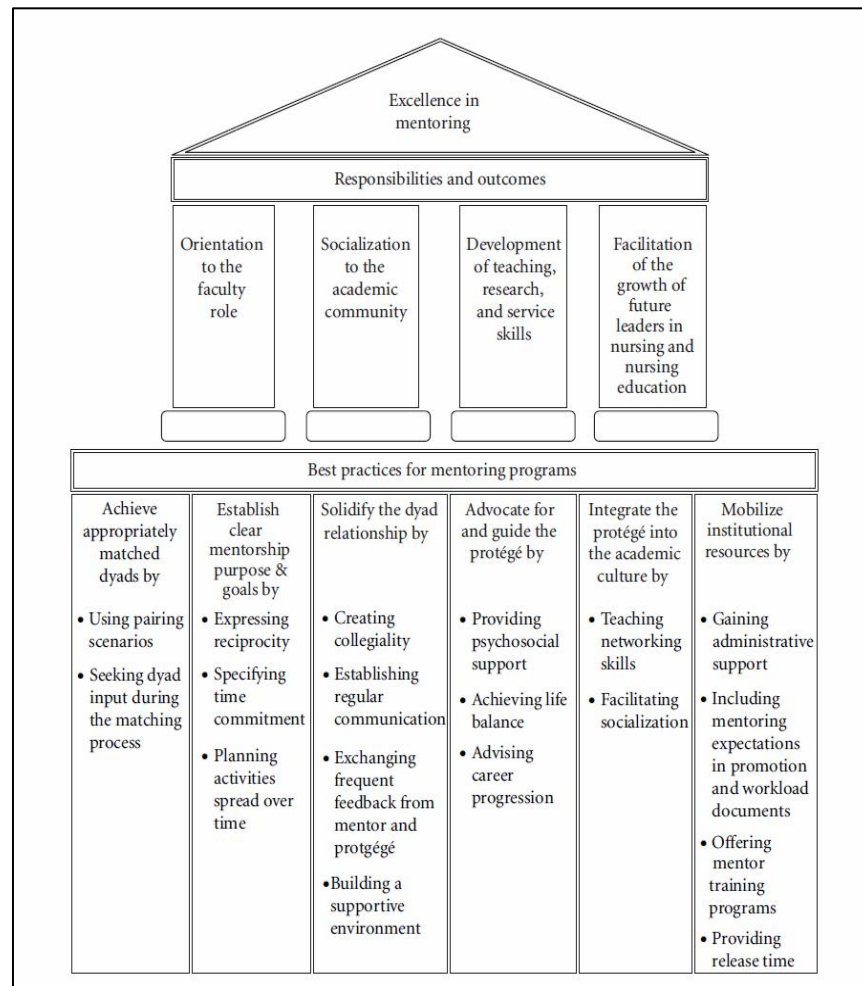 Excellence in
mentoring
Responsibilities and outcomes
Orientation
to the
faculty
role
Socialization
to the
academic
community
Development
of teaching,
research,
and service
skills
Facilitation
of the
growth of
future
leaders in
nursing and
nursing
education
Best practices for mentoring programs
Achieve
appropriately
matched
dyads by
• Using pairing
scenarios
• Seeking dyad
input during
the matching
process
Establish
clear
mentorship
purpose &
goals by
• Expressing
reciprocity
• Specifying
time
commitment
• Planning
activities
spread over
time
Solidify the dyad
relationship by
• Creating
collegiality
• Establishing
regular
communication
• Exchanging
frequent
feedback from
mentor and
protgégé
•Building a
supportive
environment
Advocate for
and guide the
protégé by
• Providing
psychosocial
support
• Achieving life
balance
• Advising
career
progression
Integrate the
protégé into
the academic
culture by
• Teaching
networking
skills
• Facilitating
socialization
Mobilize
institutional
resources by
• Gaining
administrative
support
• Including
mentoring
expectations
in promotion
and workload
documents
• Offering
mentor
training
programs
• Providing
release time